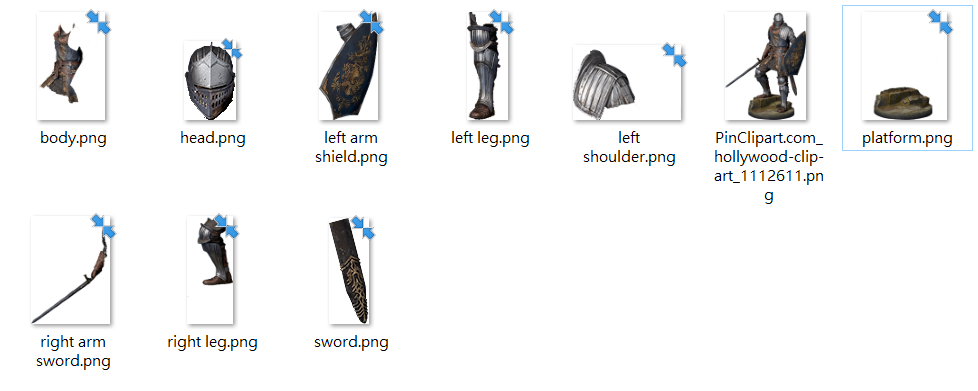 body.png
head.png
left arm
shield.png
left leg.png
left
shoulder.png
PinClipart.com_
hollywood-clip-
art_1112611.pn
g
platform.png
right arm
sword.png
right leg.png
sword.png